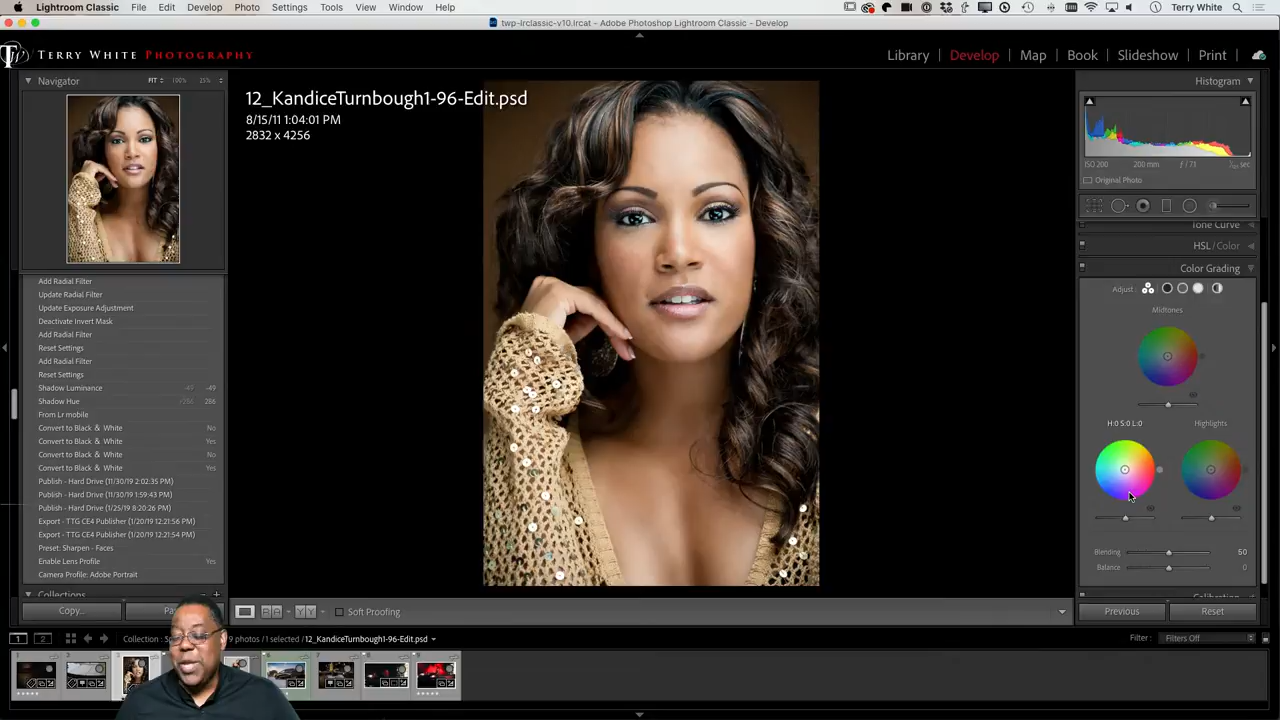 Lightroom Classic File Edit Develop Photo Settings Tools View Window Help
Terry White
twp-lrclassic-v10.lrcat - Adobe Photoshop Lightroom Classic - Develop
TERRY WHITE PHOTOGRAPHY
Library Develop Map Book Slideshow Print
Navigator FIT 100% 25%
12_KandiceTurnbough1-96-Edit.psd
8/15/11 1:04:01 PM
2832 x 4256
Histogram
ISO 200 200 mm
Original Photo
Tone Curve
HSL / Color
Color Grading
Adjust :
Midtones
H:0 S:0 L:0 Highlights
Blending 50
Balance 0
Calibration
Previous Reset
Add Radial Filter
Update Radial Filter
Update Exposure Adjustment
Deactivate Invert Mask
Add Radial Filter
Reset Settings
Add Radial Filter
Reset Settings
Shadow Luminance -49 -49
Shadow Hue 286
From Lr mobile
Convert to Black & White No
Convert to Black & White Yes
Convert to Black & White No
Convert to Black & White Yes
Publish - Hard Drive (11/30/19 2:02:35 PM)
Publish - Hard Drive (11/30/19 1:59:43 PM)
Publish - Hard Drive (1/25/19 8:20:26 PM)
Export - TTG CE4 Publisher (1/20/19 12:21:56 PM)
Export - TTG CE4 Publisher (1/20/19 12:21:54 PM)
Preset: Sharpen - Faces
Enable Lens Profile Yes
Camera Profile: Adobe Portrait
Collections
Copy...
Soft Proofing
1 2
Collection : 9 photos / 1 selected / 12_KandiceTurnbough1-96-Edit.psd
Filter : Filters Off